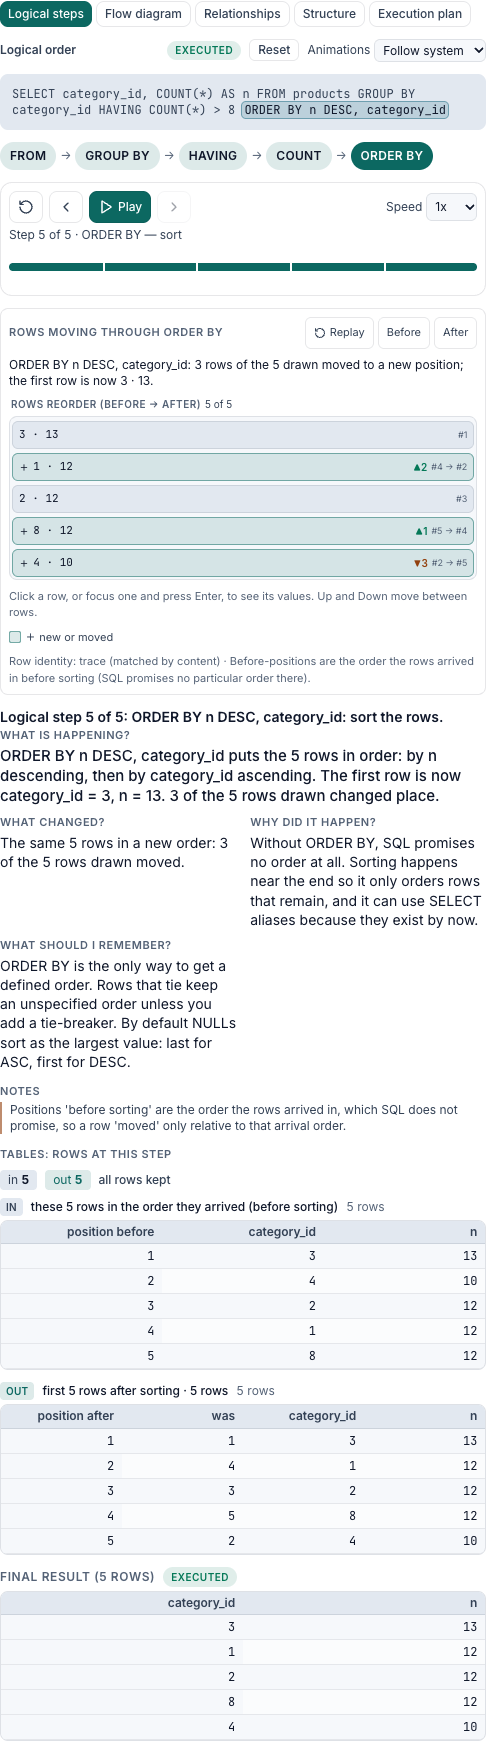 Logical steps Flow diagram Relationships Structure Execution plan
Logical order EXECUTED Reset Animations Follow system
SELECT category_id, COUNT(*) AS n FROM products GROUP BY
category_id HAVING COUNT(*) > 8 ORDER BY n DESC, category_id
FROM → GROUP BY → HAVING → COUNT → ORDER BY
Play Speed 1x
Step 5 of 5 · ORDER BY — sort
ROWS MOVING THROUGH ORDER BY Replay Before After
ORDER BY n DESC, category_id: 3 rows of the 5 drawn moved to a new position;
the first row is now 3 · 13.
ROWS REORDER (BEFORE → AFTER) 5 of 5
3 · 13 #1
+ 1 · 12 ▲2 #4 → #2
2 · 12 #3
+ 8 · 12 ▲1 #5 → #4
+ 4 · 10 ▼3 #2 → #5
Click a row, or focus one and press Enter, to see its values. Up and Down move between
rows.
+ new or moved
Row identity: trace (matched by content) · Before-positions are the order the rows arrived
in before sorting (SQL promises no particular order there).
Logical step 5 of 5: ORDER BY n DESC, category_id: sort the rows.
WHAT IS HAPPENING?
ORDER BY n DESC, category_id puts the 5 rows in order: by n
descending, then by category_id ascending. The first row is now
category_id = 3, n = 13. 3 of the 5 rows drawn changed place.
WHAT CHANGED?
The same 5 rows in a new order: 3
of the 5 rows drawn moved.
WHY DID IT HAPPEN?
Without ORDER BY, SQL promises
no order at all. Sorting happens
near the end so it only orders rows
that remain, and it can use SELECT
aliases because they exist by now.
WHAT SHOULD I REMEMBER?
ORDER BY is the only way to get a
defined order. Rows that tie keep
an unspecified order unless you
add a tie-breaker. By default NULLs
sort as the largest value: last for
ASC, first for DESC.
NOTES
Positions 'before sorting' are the order the rows arrived in, which SQL does not
promise, so a row 'moved' only relative to that arrival order.
TABLES: ROWS AT THIS STEP
in 5 out 5 all rows kept
IN these 5 rows in the order they arrived (before sorting) 5 rows
position before category_id n
1 3 13
2 4 10
3 2 12
4 1 12
5 8 12
OUT first 5 rows after sorting · 5 rows 5 rows
position after was category_id n
1 1 3 13
2 4 1 12
3 3 2 12
4 5 8 12
5 2 4 10
FINAL RESULT (5 ROWS) EXECUTED
category_id n
3 13
1 12
2 12
8 12
4 10